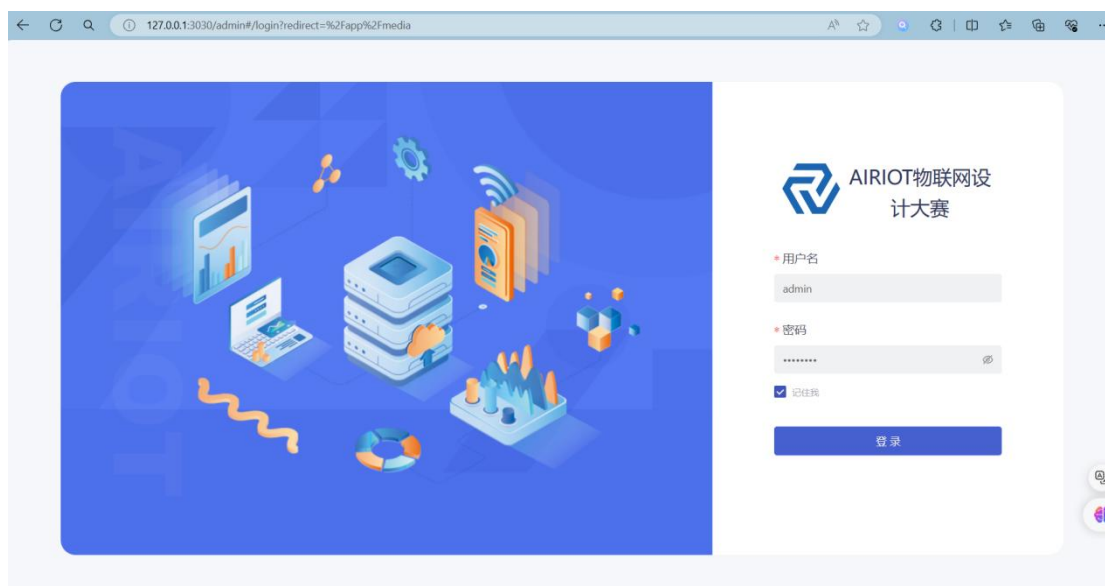 127.0.0.1:3030/admin#/login?redirect=%2Fapp%2Fmedia
AIRIOT
AIRIOT物联网设
计大赛
* 用户名
admin
* 密码
••••••••
记住我
登录